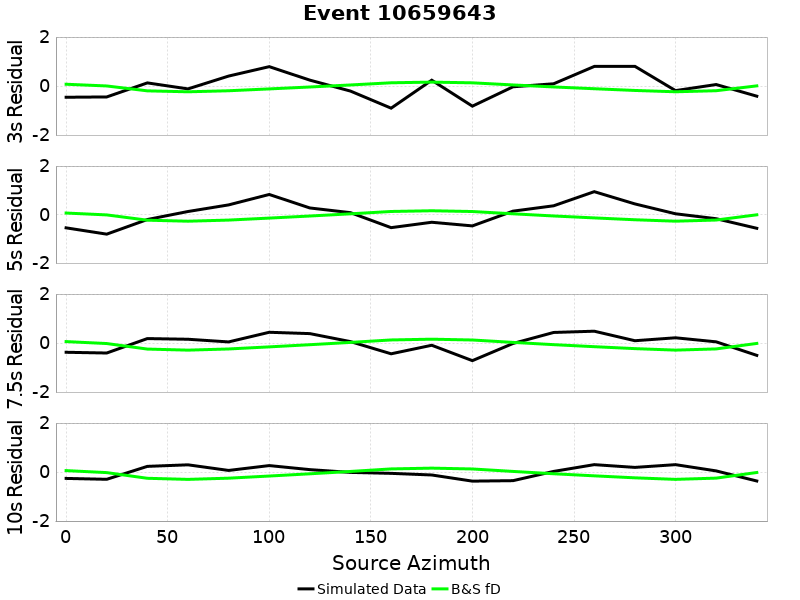 Event 10659643
3s Residual
2
0
-2
5s Residual
2
0
-2
7.5s Residual
2
0
-2
10s Residual
2
0
-2
0 50 100 150 200 250 300
Source Azimuth
Simulated Data B&S fD